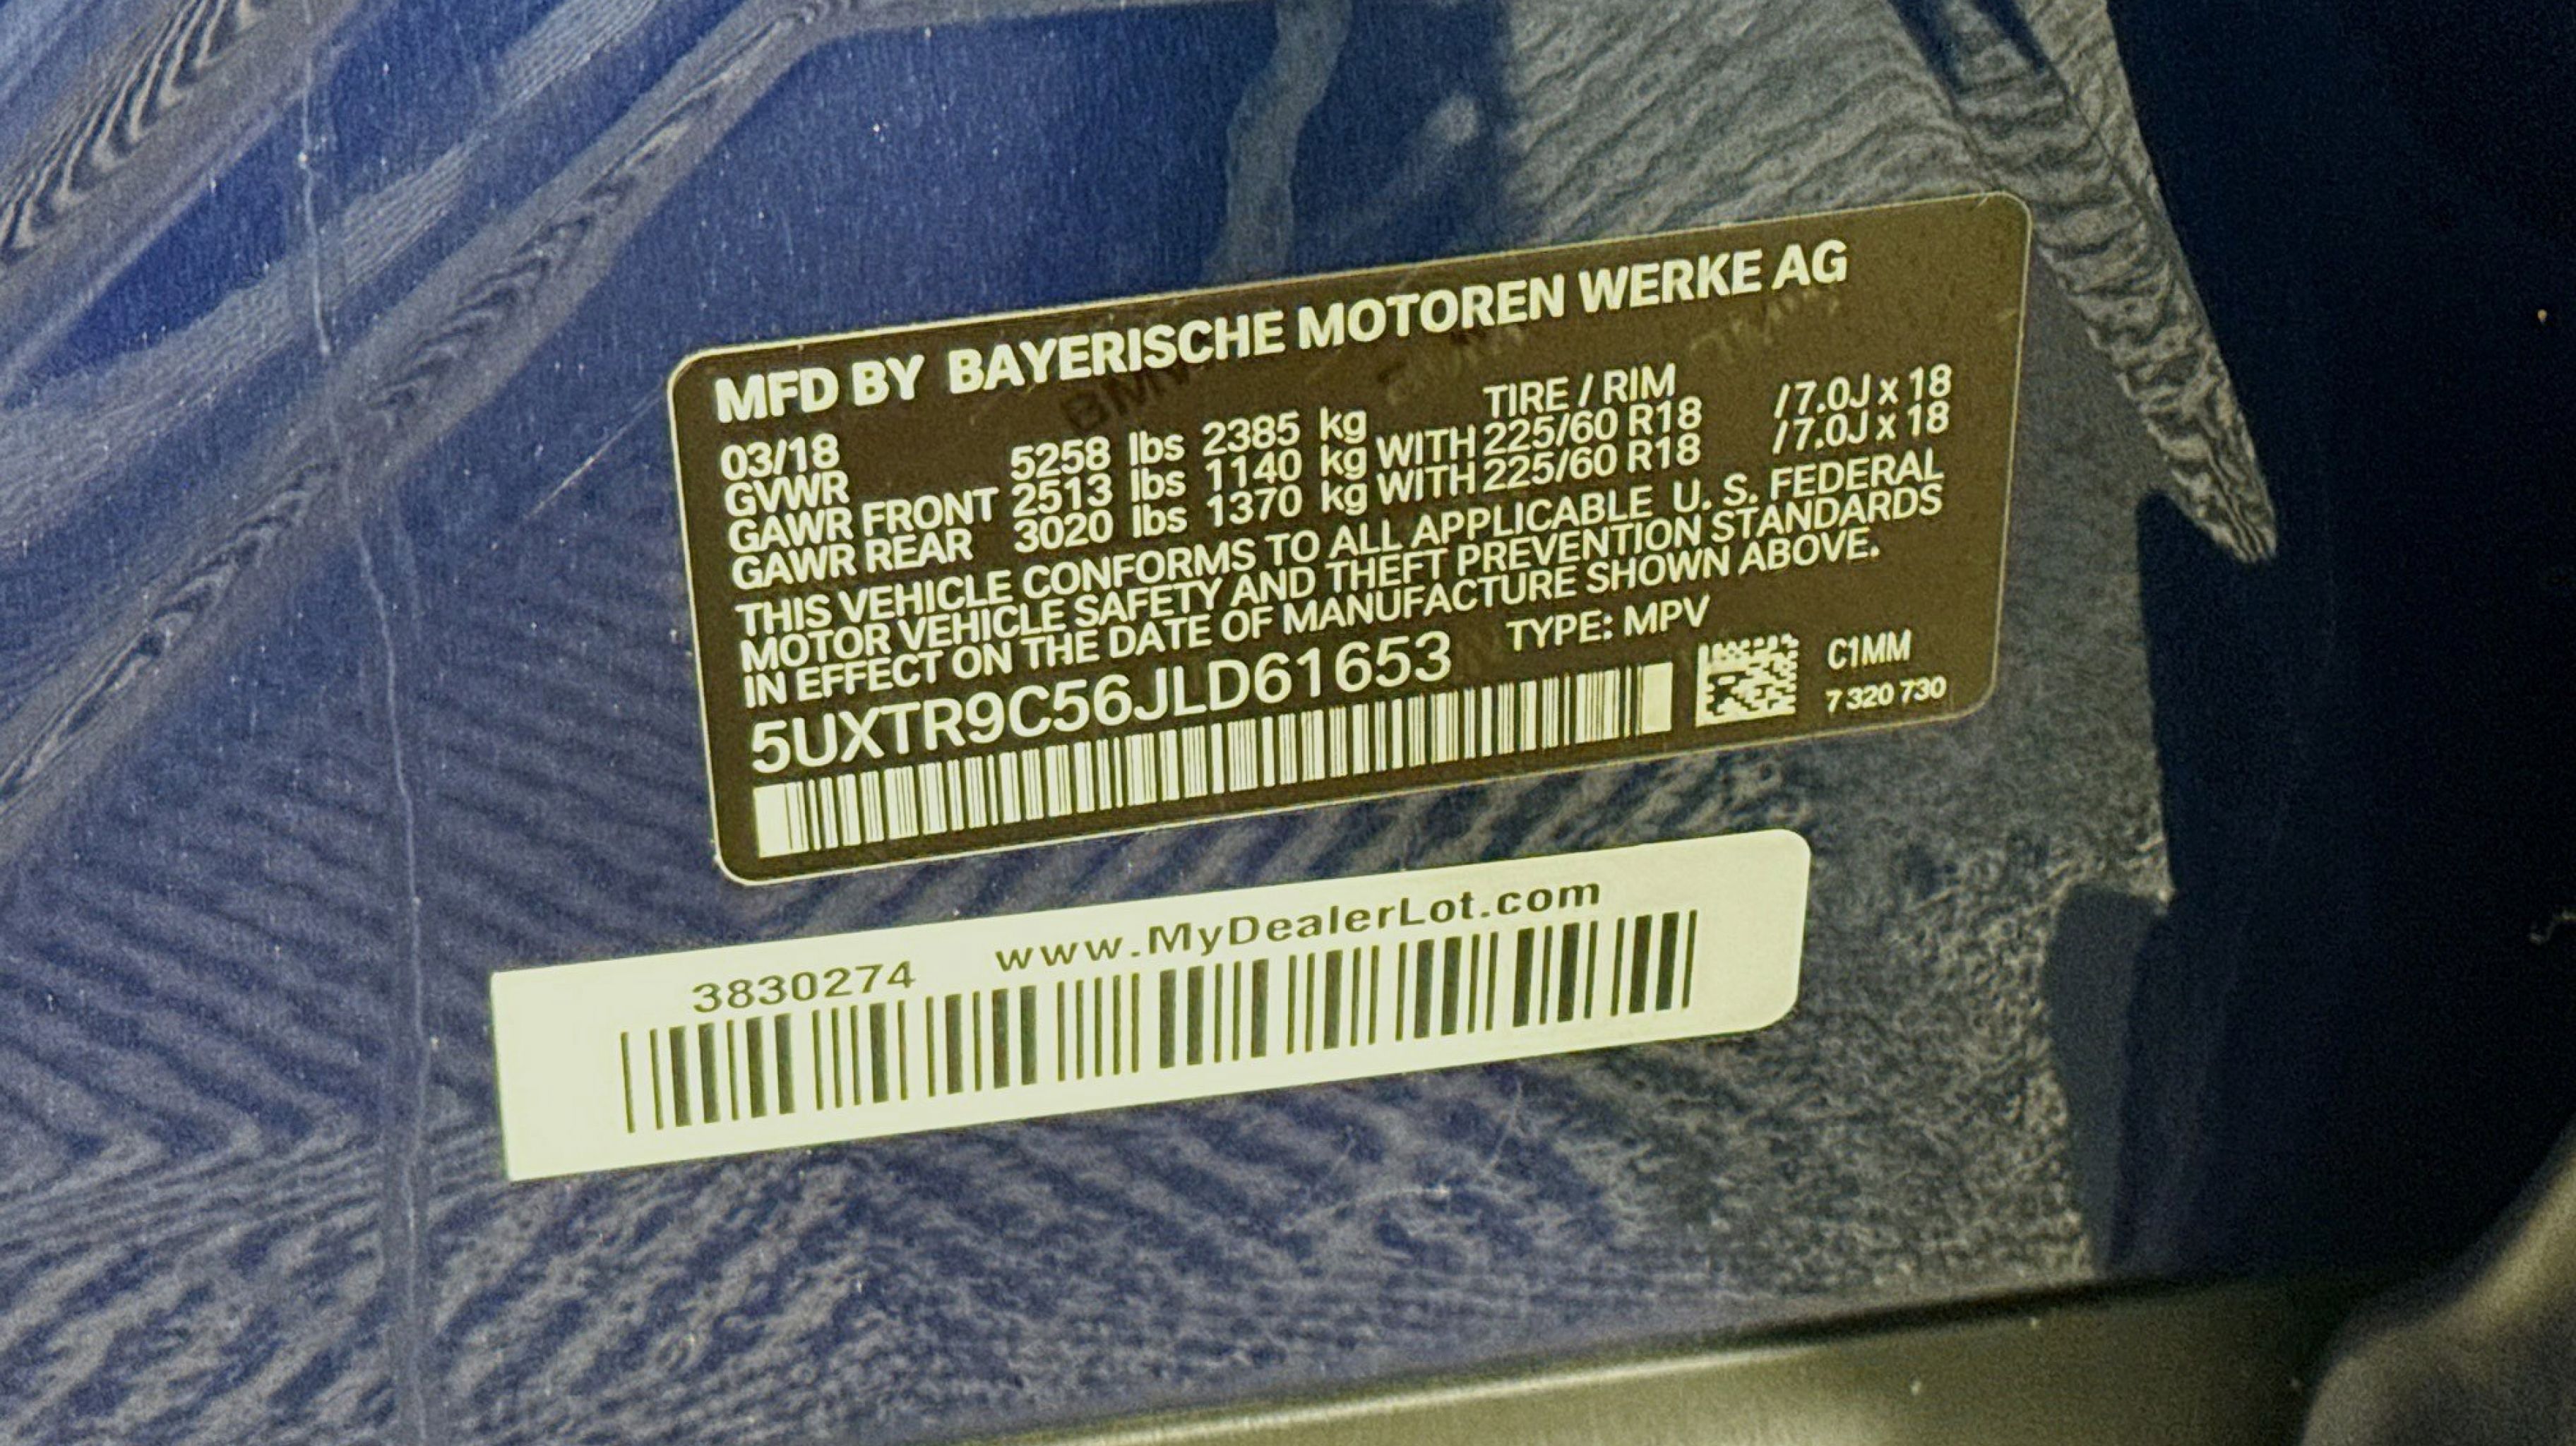 MFD BY BAYERISCHE MOTOREN WERKE AG
03/18 TIRE / RIM
GVWR 5258 lbs 2385 kg
GAWR FRONT 2513 lbs 1140 kg WITH 225/60 R18 /7.0J x 18
GAWR REAR 3020 lbs 1370 kg WITH 225/60 R18 /7.0J x 18
THIS VEHICLE CONFORMS TO ALL APPLICABLE U. S. FEDERAL
MOTOR VEHICLE SAFETY AND THEFT PREVENTION STANDARDS
IN EFFECT ON THE DATE OF MANUFACTURE SHOWN ABOVE.
5UXTR9C56JLD61653 TYPE: MPV
C1MM
7 320 730
3830274 www.MyDealerLot.com